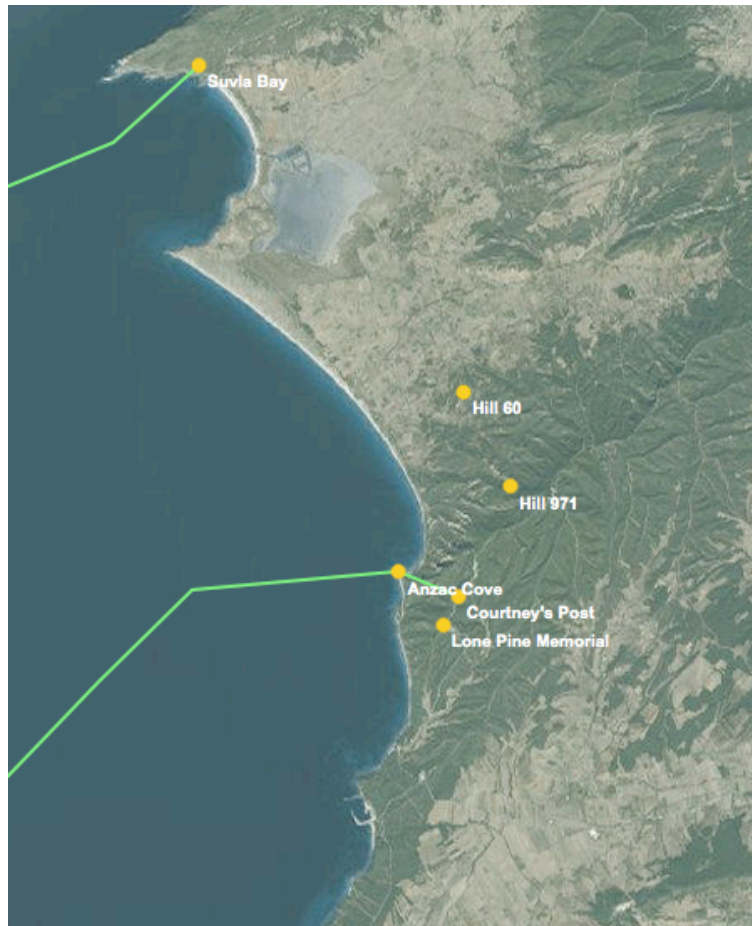 Suvla Bay
Hill 60
Hill 971
Anzac Cove
Courtney's Post
Lone Pine Memorial